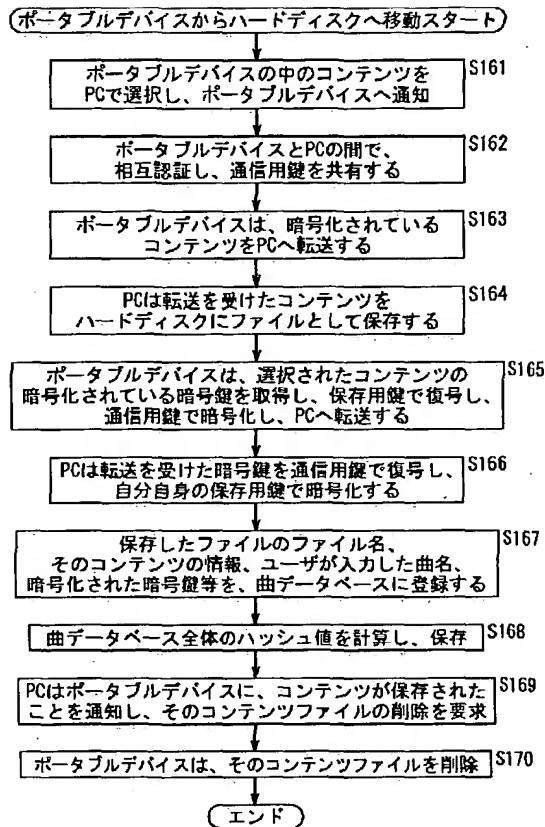 ポータブルデバイスからハードディスクへ移動スタート
ポータブルデバイスの中のコンテンツを
PCで選択し、ポータブルデバイスへ通知
S161
ポータブルデバイスとPCの間で、
相互認証し、通信用鍵を共有する
S162
ポータブルデバイスは、暗号化されている
コンテンツをPCへ転送する
S163
PCは転送を受けたコンテンツを
ハードディスクにファイルとして保存する
S164
ポータブルデバイスは、選択されたコンテンツの
暗号化されている暗号鍵を取得し、保存用鍵で復号し、
通信用鍵で暗号化し、PCへ転送する
S165
PCは転送を受けた暗号鍵を通信用鍵で復号し、
自分自身の保存用鍵で暗号化する
S166
保存したファイルのファイル名、
そのコンテンツの情報、ユーザが入力した曲名、
暗号化された暗号鍵等を、曲データベースに登録する
S167
曲データベース全体のハッシュ値を計算し、保存
S168
PCはポータブルデバイスに、コンテンツが保存された
ことを通知し、そのコンテンツファイルの削除を要求
S169
ポータブルデバイスは、そのコンテンツファイルを削除
S170
エンド